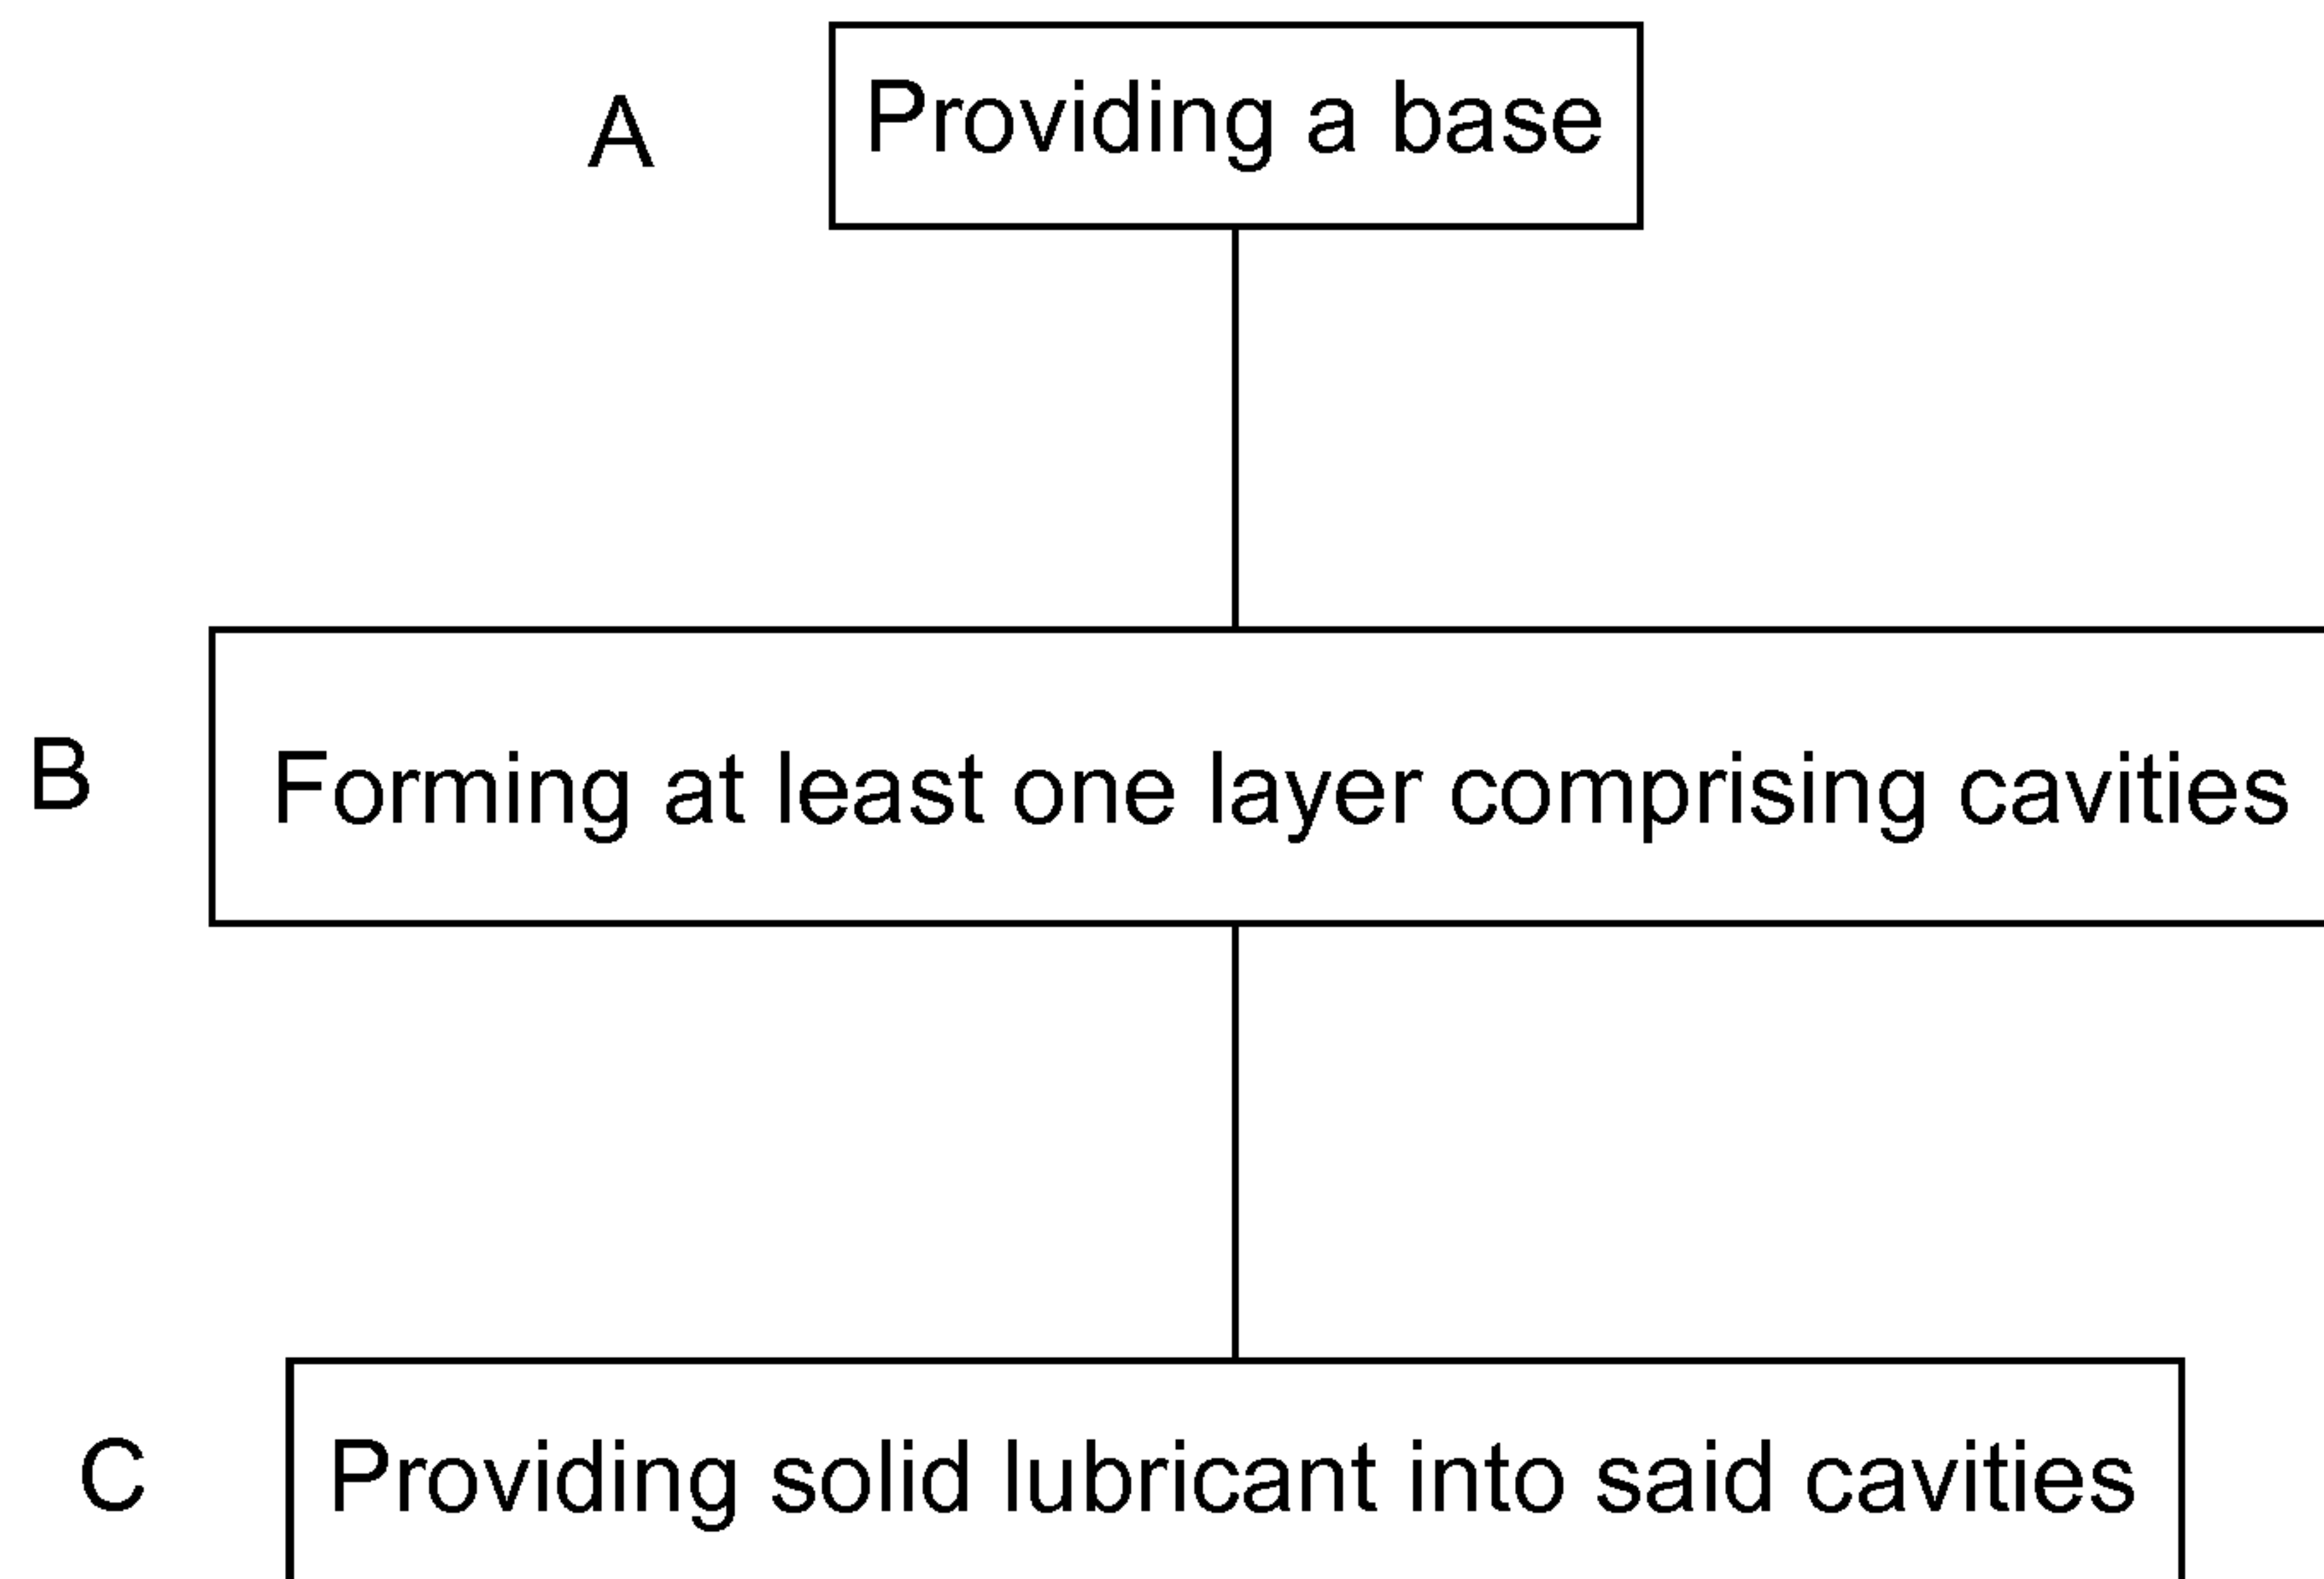 A Providing a base
B Forming at least one layer comprising cavities
C Providing solid lubricant into said cavities